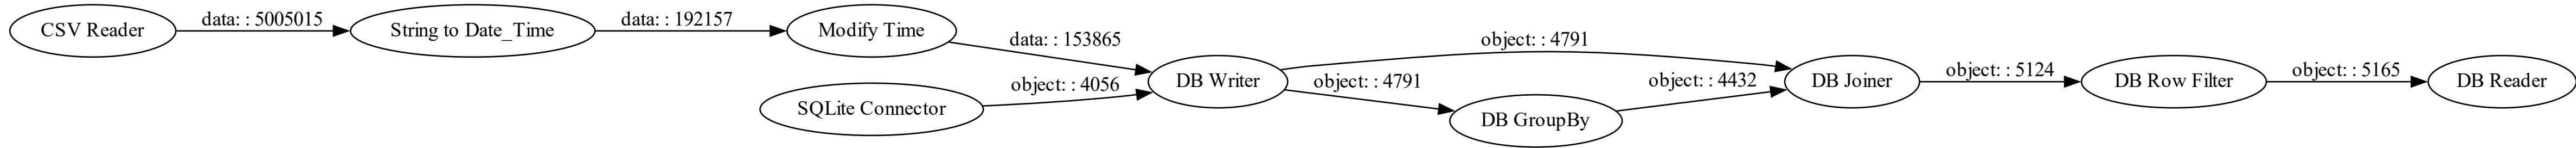 CSV Reader
data: : 5005015
String to Date_Time
data: : 192157
Modify Time
data: : 153865
SQLite Connector
object: : 4056
DB Writer
object: : 4791
object: : 4791
DB GroupBy
object: : 4432
DB Joiner
object: : 5124
DB Row Filter
object: : 5165
DB Reader